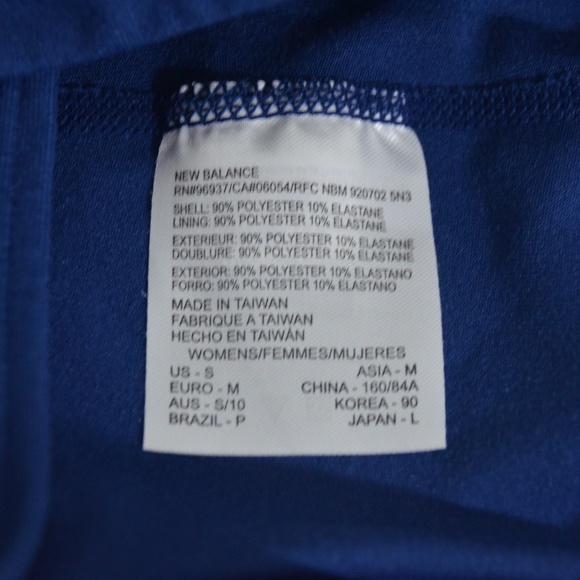 NEW BALANCE
RN#96937/CA#06054/RFC NBM 920702 5N3
SHELL: 90% POLYESTER 10% ELASTANE
LINING: 90% POLYESTER 10% ELASTANE
EXTERIEUR: 90% POLYESTER 10% ELASTANE
DOUBLURE: 90% POLYESTER 10% ELASTANE
EXTERIOR: 90% POLYESTER 10% ELASTANO
FORRO: 90% POLYESTER 10% ELASTANO
MADE IN TAIWAN
FABRIQUE A TAIWAN
HECHO EN TAIWÁN
WOMENS/FEMMES/MUJERES
US - S ASIA - M
EURO - M CHINA - 160/84A
AUS - S/10 KOREA - 90
BRAZIL - P JAPAN - L